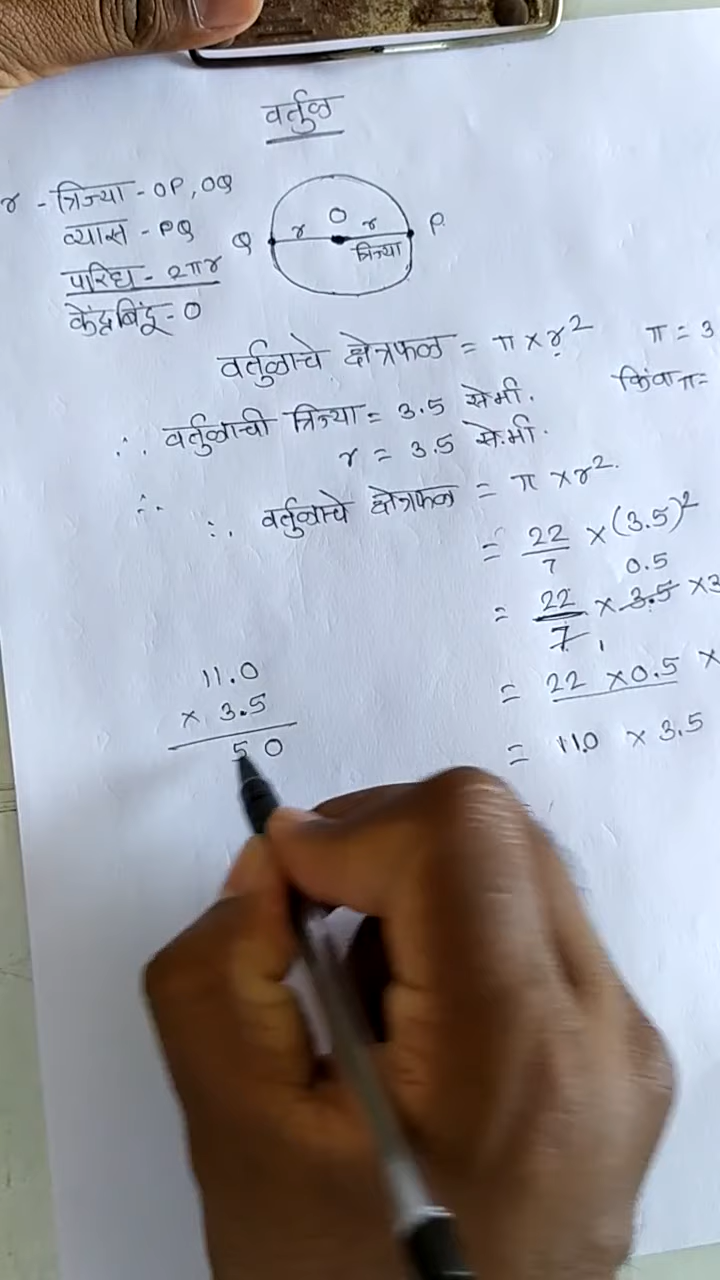 वर्तुळ
r - त्रिज्या - OP, OQ
व्यास - PQ
परिघ - 2πr
केंद्रबिंदू - O
Q r O r P
त्रिज्या
वर्तुळाचे क्षेत्रफळ = π × r² π = 3
किंवा π =
∴ वर्तुळाची त्रिज्या = 3.5 सेमी.
∴ r = 3.5 से.मी.
∴ वर्तुळाचे क्षेत्रफळ = π × r².
= 22/7 × (3.5)²
0.5
= 22/7 × 3.5 × 3
1
= 22 × 0.5 ×
= 11.0 × 3.5
11.0
× 3.5
50